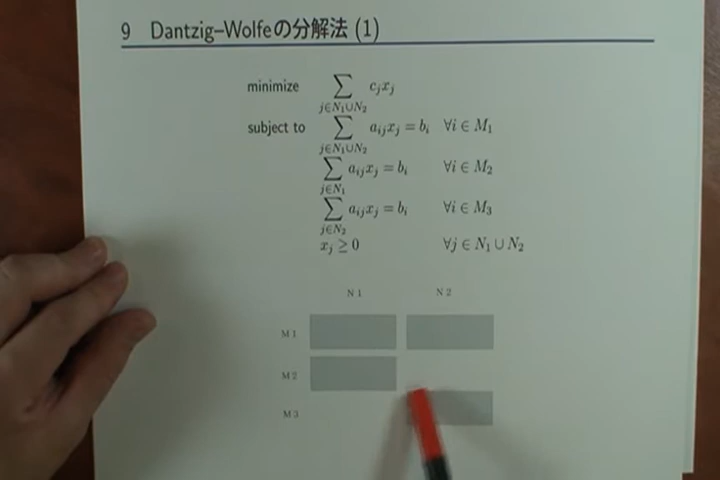 9 Dantzig–Wolfeの分解法 (1)
minimize ∑_{j∈N₁∪N₂} c_j x_j
subject to ∑_{j∈N₁∪N₂} a_{ij} x_j = b_i ∀i ∈ M₁
∑_{j∈N₁} a_{ij} x_j = b_i ∀i ∈ M₂
∑_{j∈N₂} a_{ij} x_j = b_i ∀i ∈ M₃
x_j ≥ 0 ∀j ∈ N₁ ∪ N₂
N 1 N 2
M 1
M 2
M 3